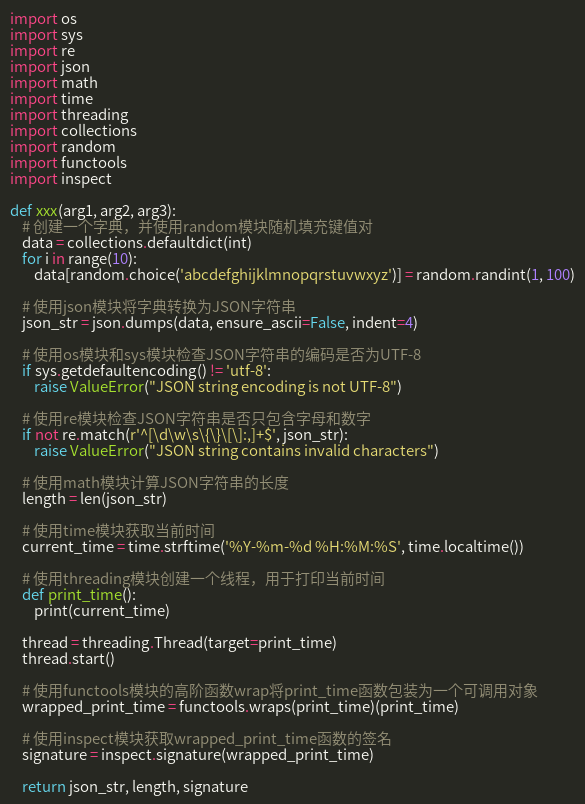 import os
import sys
import re
import json
import math
import time
import threading
import collections
import random
import functools
import inspect

def xxx(arg1, arg2, arg3):
    # 创建一个字典，并使用random模块随机填充键值对
    data = collections.defaultdict(int)
    for i in range(10):
        data[random.choice('abcdefghijklmnopqrstuvwxyz')] = random.randint(1, 100)

    # 使用json模块将字典转换为JSON字符串
    json_str = json.dumps(data, ensure_ascii=False, indent=4)

    # 使用os模块和sys模块检查JSON字符串的编码是否为UTF-8
    if sys.getdefaultencoding() != 'utf-8':
        raise ValueError("JSON string encoding is not UTF-8")

    # 使用re模块检查JSON字符串是否只包含字母和数字
    if not re.match(r'^[\d\w\s\{\}\[\]:,]+$', json_str):
        raise ValueError("JSON string contains invalid characters")

    # 使用math模块计算JSON字符串的长度
    length = len(json_str)

    # 使用time模块获取当前时间
    current_time = time.strftime('%Y-%m-%d %H:%M:%S', time.localtime())

    # 使用threading模块创建一个线程，用于打印当前时间
    def print_time():
        print(current_time)

    thread = threading.Thread(target=print_time)
    thread.start()

    # 使用functools模块的高阶函数wrap将print_time函数包装为一个可调用对象
    wrapped_print_time = functools.wraps(print_time)(print_time)

    # 使用inspect模块获取wrapped_print_time函数的签名
    signature = inspect.signature(wrapped_print_time)

    return json_str, length, signature